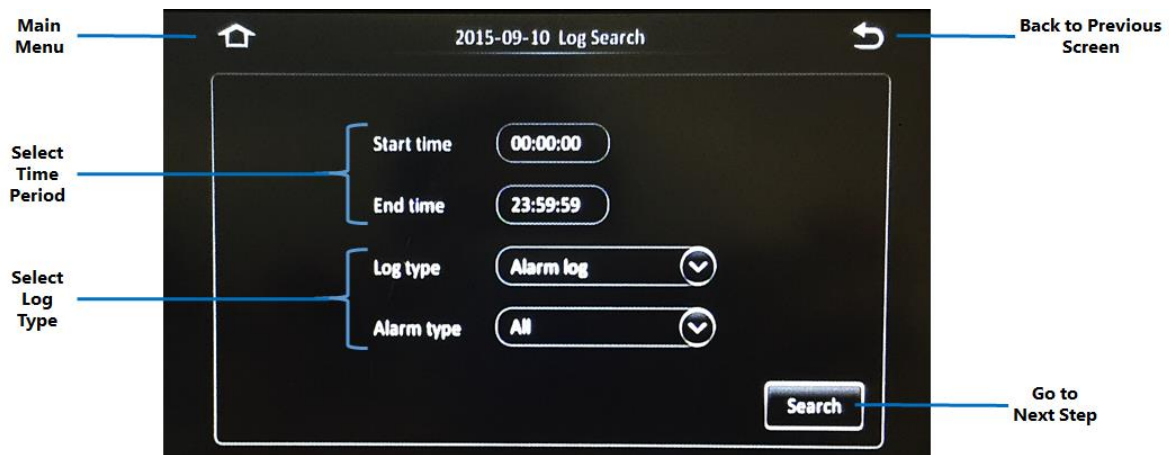 Main
Menu
2015-09-10 Log Search
Back to Previous
Screen
Select
Time
Period
Start time
00:00:00
End time
23:59:59
Select
Log
Type
Log type
Alarm log
Alarm type
All
Search
Go to
Next Step